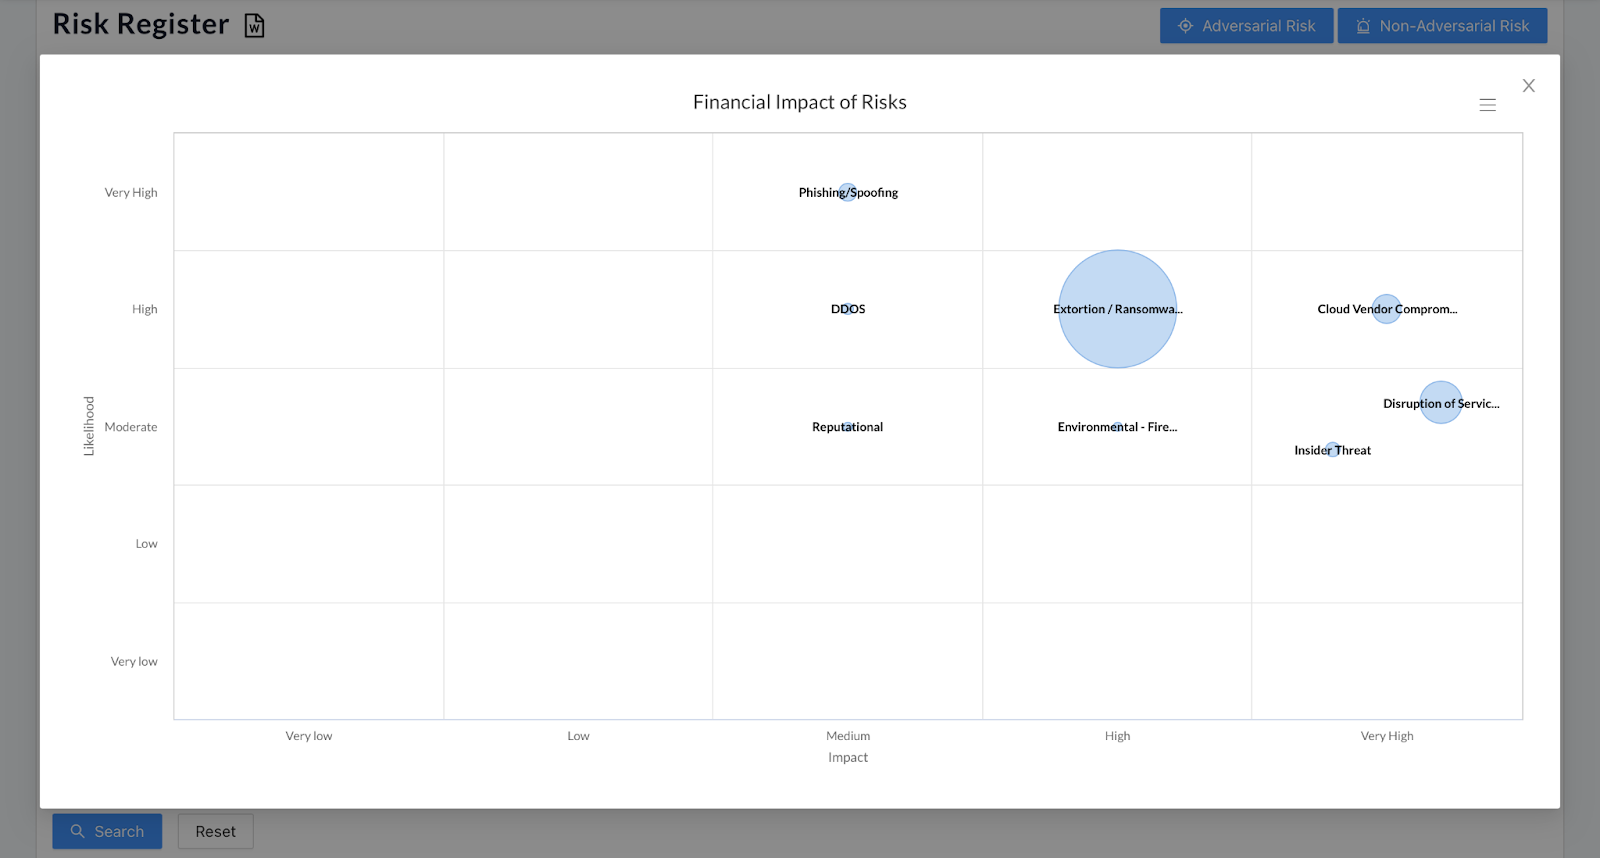 Risk Register
W
Adversarial Risk
Non-Adversarial Risk
Financial Impact of Risks
Very High
Phishing/Spoofing
High
DDOS
Extortion / Ransomwa...
Cloud Vendor Comprom...
Disruption of Servic...
Likelihood
Moderate
Reputational
Environmental - Fire...
Insider Threat
Low
Very low
Very low
Low
Medium
High
Very High
Impact
Search
Reset